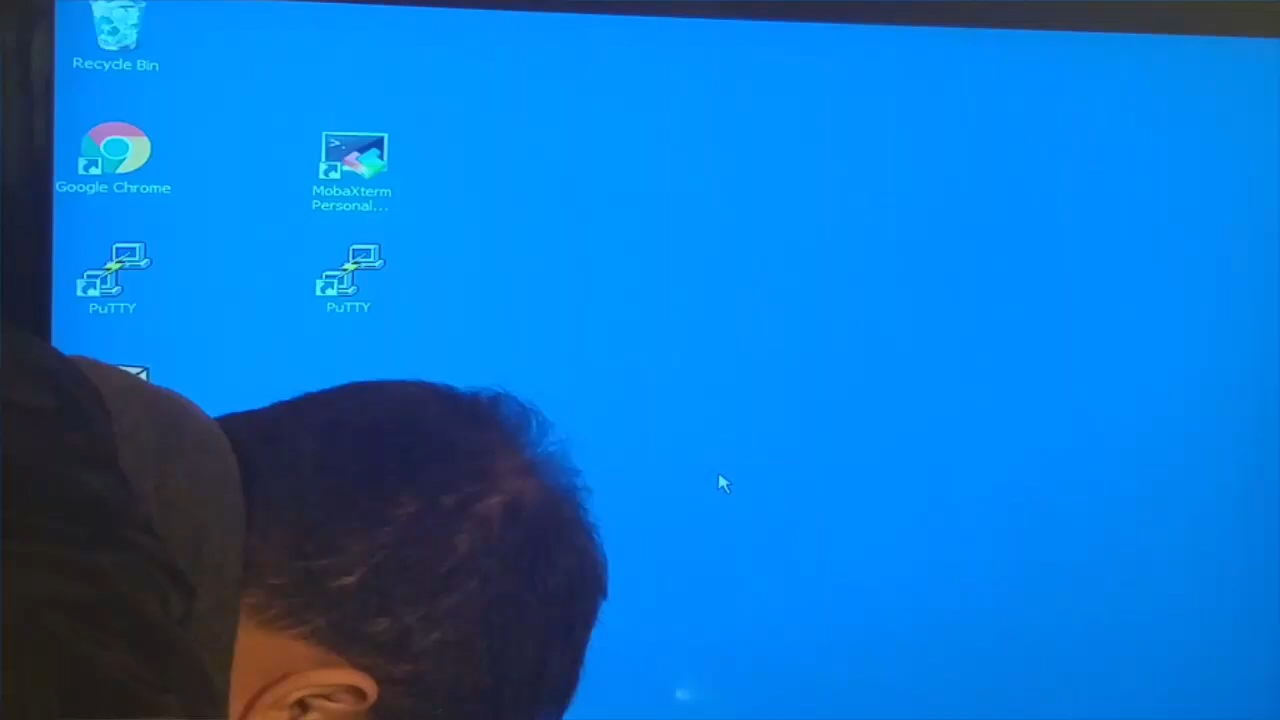 Recycle Bin
Google Chrome
MobaXterm
Personal...
PuTTY
PuTTY